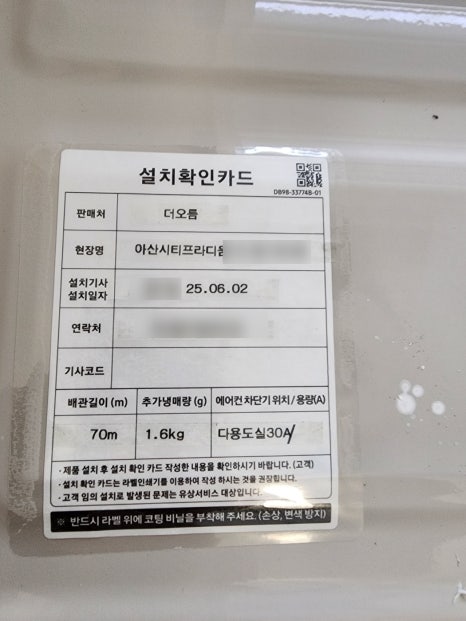 설치확인카드
DB98-33774B-01
판매처 더오름
현장명 아산시티프라디움
설치기사
설치일자 25.06.02
연락처
기사코드
배관길이 (m) 추가냉매량 (g) 에어컨 차단기 위치 / 용량(A)
70m 1.6kg 다용도실30A/
· 제품 설치 후 설치 확인 카드 작성한 내용을 확인하시기 바랍니다. (고객)
· 설치 확인 카드는 라벨인쇄기를 이용하여 작성 하시는 것을 권장합니다.
· 고객 임의 설치로 발생된 문제는 유상서비스 대상입니다.
※ 반드시 라벨 위에 코팅 비닐을 부착해 주세요. (손상, 변색 방지)